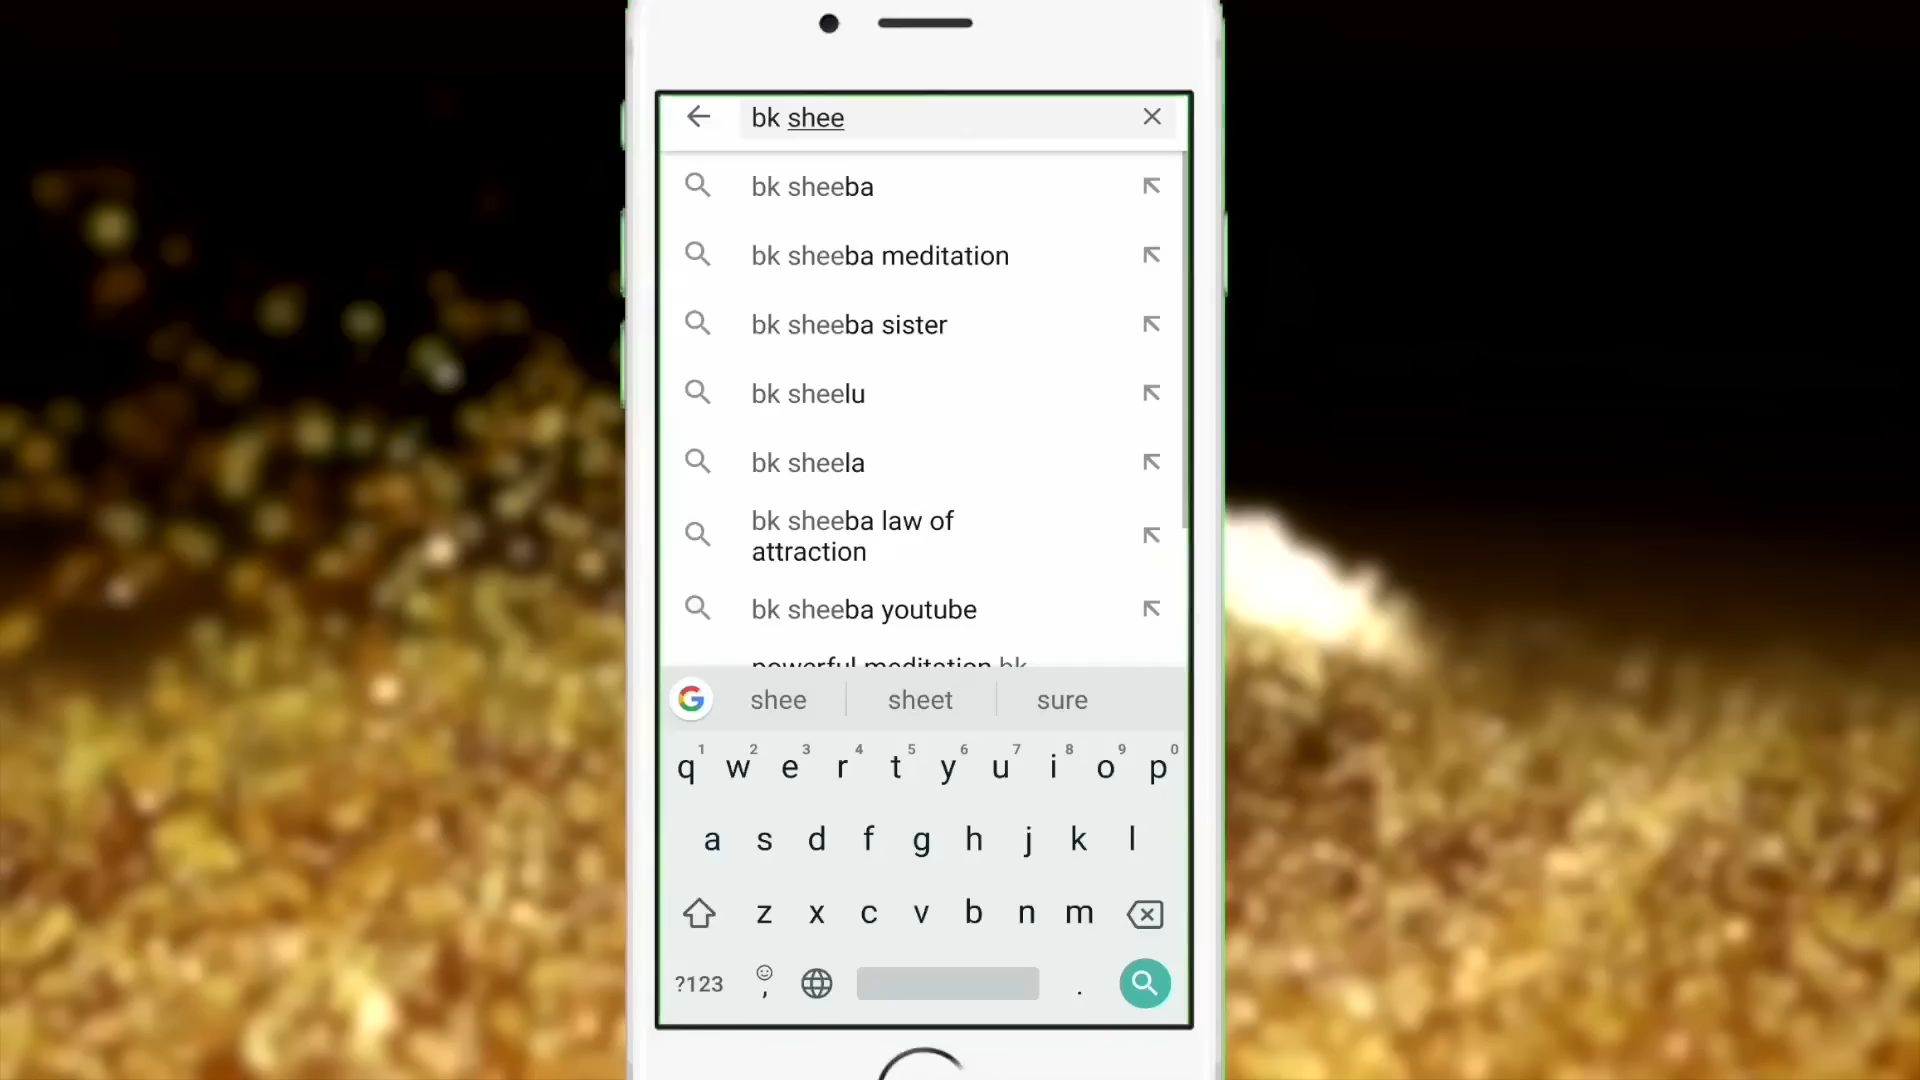 bk shee
bk sheeba
bk sheeba meditation
bk sheeba sister
bk sheelu
bk sheela
bk sheeba law of
attraction
bk sheeba youtube
powerful meditation bk
G shee sheet sure
1 2 3 4 5 6 7 8 9 0
q w e r t y u i o p
a s d f g h j k l
z x c v b n m
?123 , .